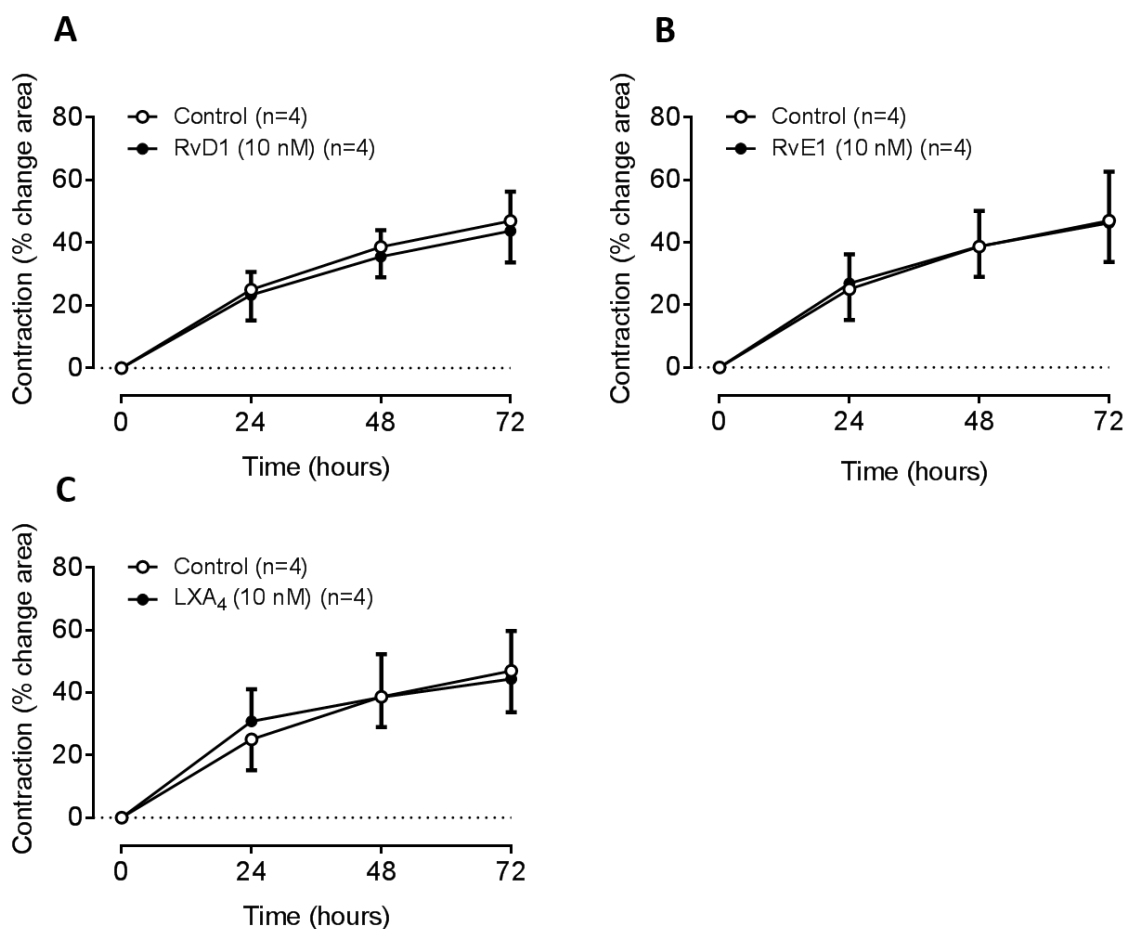 A
Contraction (% change area)
80
60
40
20
0
Control (n=4)
RvD1 (10 nM) (n=4)
0 24 48 72
Time (hours)
B
Contraction (% change area)
80
60
40
20
0
Control (n=4)
RvE1 (10 nM) (n=4)
0 24 48 72
Time (hours)
C
Contraction (% change area)
80
60
40
20
0
Control (n=4)
LXA₄ (10 nM) (n=4)
0 24 48 72
Time (hours)